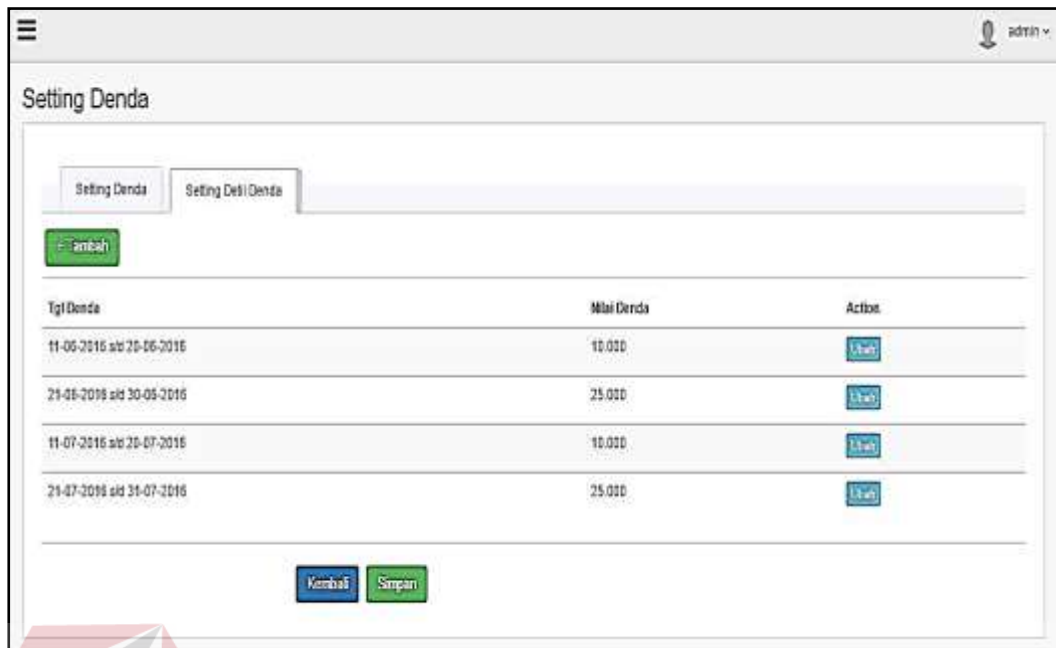 admin
Setting Denda
Setting Denda Setting Detil Denda
+ Tambah
Tgl Denda Nilai Denda Action
11-06-2016 s/d 20-06-2016 10.000 Ubah
21-06-2016 s/d 30-06-2016 25.000 Ubah
11-07-2016 s/d 20-07-2016 10.000 Ubah
21-07-2016 s/d 31-07-2016 25.000 Ubah
Kembali Simpan